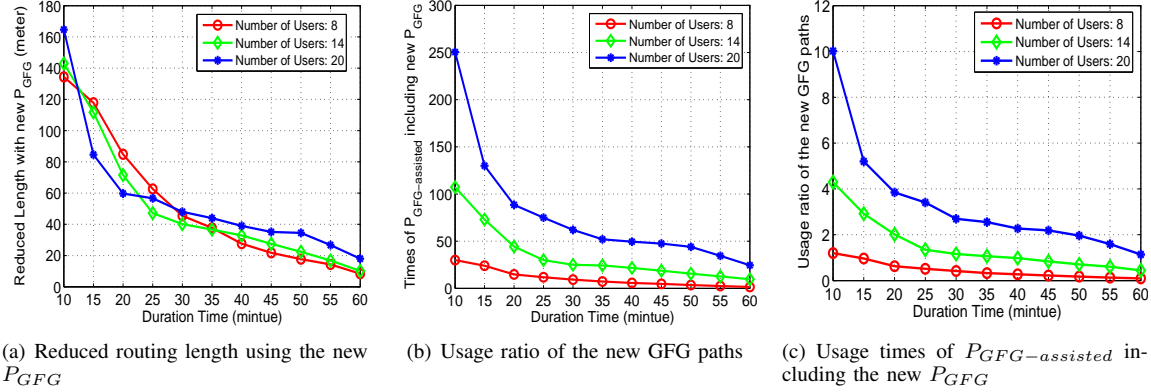 Reduced Length with new P_GFG (meter)
160
140
120
100
80
60
40
20
0
10 15 20 25 30 35 40 45 50 55 60
Duration Time (mintue)
Number of Users: 8
Number of Users: 14
Number of Users: 20
(a) Reduced routing length using the new
P_GFG
Times of P_GFG−assisted including new P_GFG
300
250
200
150
100
50
0
10 15 20 25 30 35 40 45 50 55 60
Duration Time (mintue)
Number of Users: 8
Number of Users: 14
Number of Users: 20
(b) Usage ratio of the new GFG paths
Usage ratio of the new GFG paths
12
10
8
6
4
2
0
10 15 20 25 30 35 40 45 50 55 60
Duration Time (mintue)
Number of Users: 8
Number of Users: 14
Number of Users: 20
(c) Usage times of P_GFG−assisted in-
cluding the new P_GFG